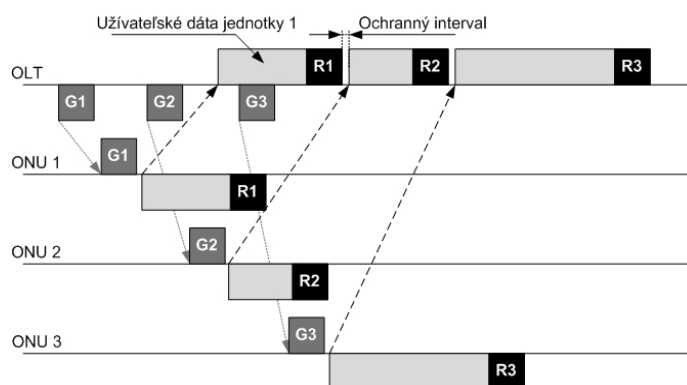 Užívateľské dáta jednotky 1
Ochranný interval
OLT
R1
R2
R3
G1
G2
G3
ONU 1
G1
R1
ONU 2
G2
R2
ONU 3
G3
R3